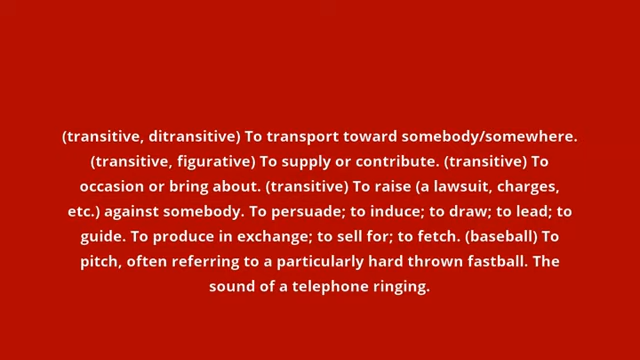 (transitive, ditransitive) To transport toward somebody/somewhere.
(transitive, figurative) To supply or contribute. (transitive) To
occasion or bring about. (transitive) To raise (a lawsuit, charges,
etc.) against somebody. To persuade; to induce; to draw; to lead; to
guide. To produce in exchange; to sell for; to fetch. (baseball) To
pitch, often referring to a particularly hard thrown fastball. The
sound of a telephone ringing.